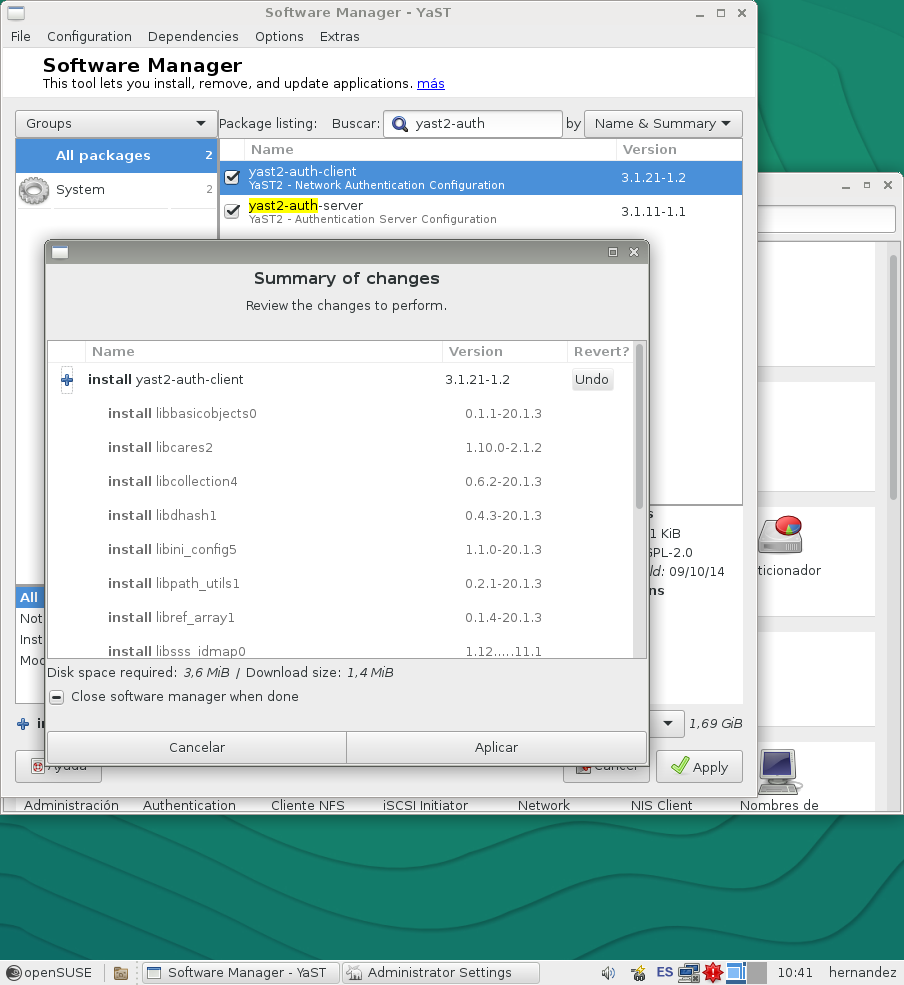 Software Manager - YaST
File Configuration Dependencies Options Extras
Software Manager
This tool lets you install, remove, and update applications. más
Groups
Package listing: Buscar: yast2-auth by Name & Summary
All packages 2
System 2
Name Version
yast2-auth-client 3.1.21-1.2
YaST2 - Network Authentication Configuration
yast2-auth-server 3.1.11-1.1
YaST2 - Authentication Server Configuration
Summary of changes
Review the changes to perform.
Name Version Revert?
install yast2-auth-client 3.1.21-1.2 Undo
install libbasicobjects0 0.1.1-20.1.3
install libcares2 1.10.0-2.1.2
install libcollection4 0.6.2-20.1.3
install libdhash1 0.4.3-20.1.3
install libini_config5 1.1.0-20.1.3
install libpath_utils1 0.2.1-20.1.3
install libref_array1 0.1.4-20.1.3
install libsss_idmap0 1.12.....11.1
Disk space required: 3,6 MiB / Download size: 1,4 MiB
Close software manager when done
Cancelar Aplicar
All
Not
Inst
1 KiB
GPL-2.0
09/10/14
ticionador
1,69 GiB
Ayuda Cancel Apply
Administración Authentication Cliente NFS iSCSI Initiator Network NIS Client Nombres de
openSUSE Software Manager - YaST Administrator Settings ES 10:41 hernandez